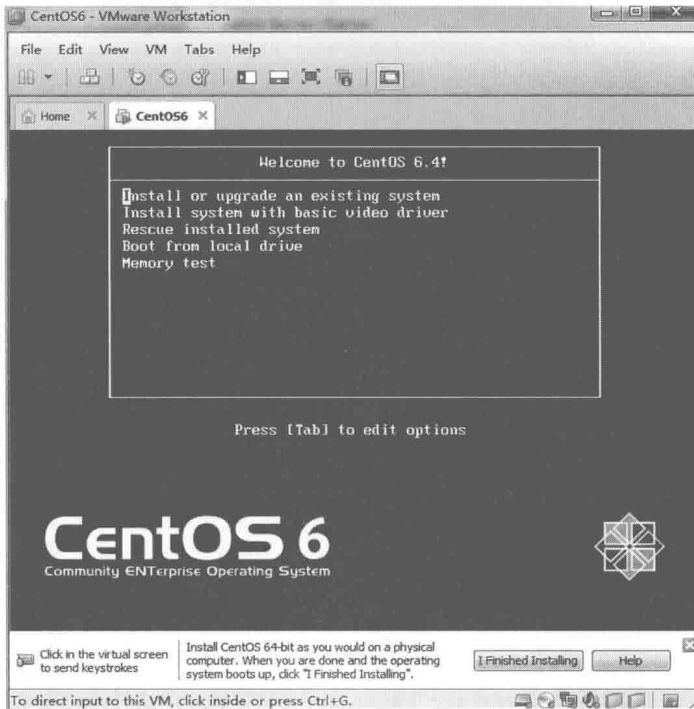 CentOS6 - VMware Workstation
File Edit View VM Tabs Help
Home × CentOS6 ×
Welcome to CentOS 6.4!
Install or upgrade an existing system
Install system with basic video driver
Rescue installed system
Boot from local drive
Memory test
Press [Tab] to edit options
CentOS 6
Community ENTerprise Operating System
Click in the virtual screen
to send keystrokes
Install CentOS 64-bit as you would on a physical
computer. When you are done and the operating
system boots up, click "I Finished Installing".
I Finished Installing
Help
To direct input to this VM, click inside or press Ctrl+G.